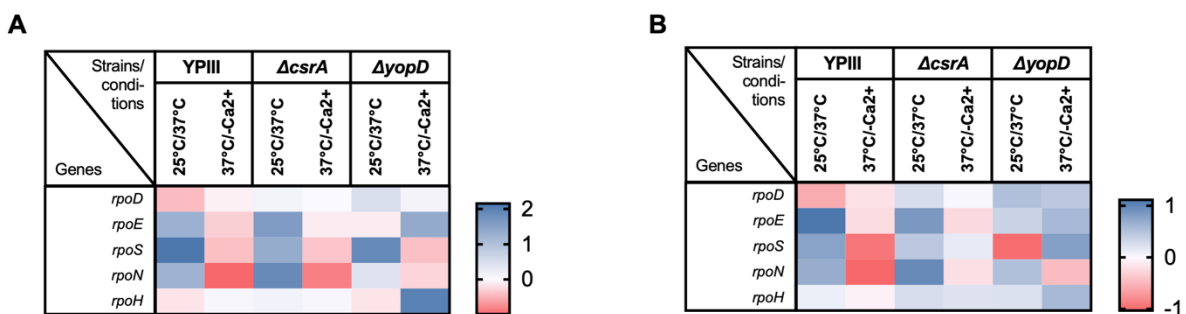 A
Strains/
condi-
tions
Genes
YPIII
ΔcsrA
ΔyopD
25°C/37°C
37°C/-Ca2+
25°C/37°C
37°C/-Ca2+
25°C/37°C
37°C/-Ca2+
rpoD
rpoE
rpoS
rpoN
rpoH
2
1
0
B
Strains/
condi-
tions
Genes
YPIII
ΔcsrA
ΔyopD
25°C/37°C
37°C/-Ca2+
25°C/37°C
37°C/-Ca2+
25°C/37°C
37°C/-Ca2+
rpoD
rpoE
rpoS
rpoN
rpoH
1
0
-1